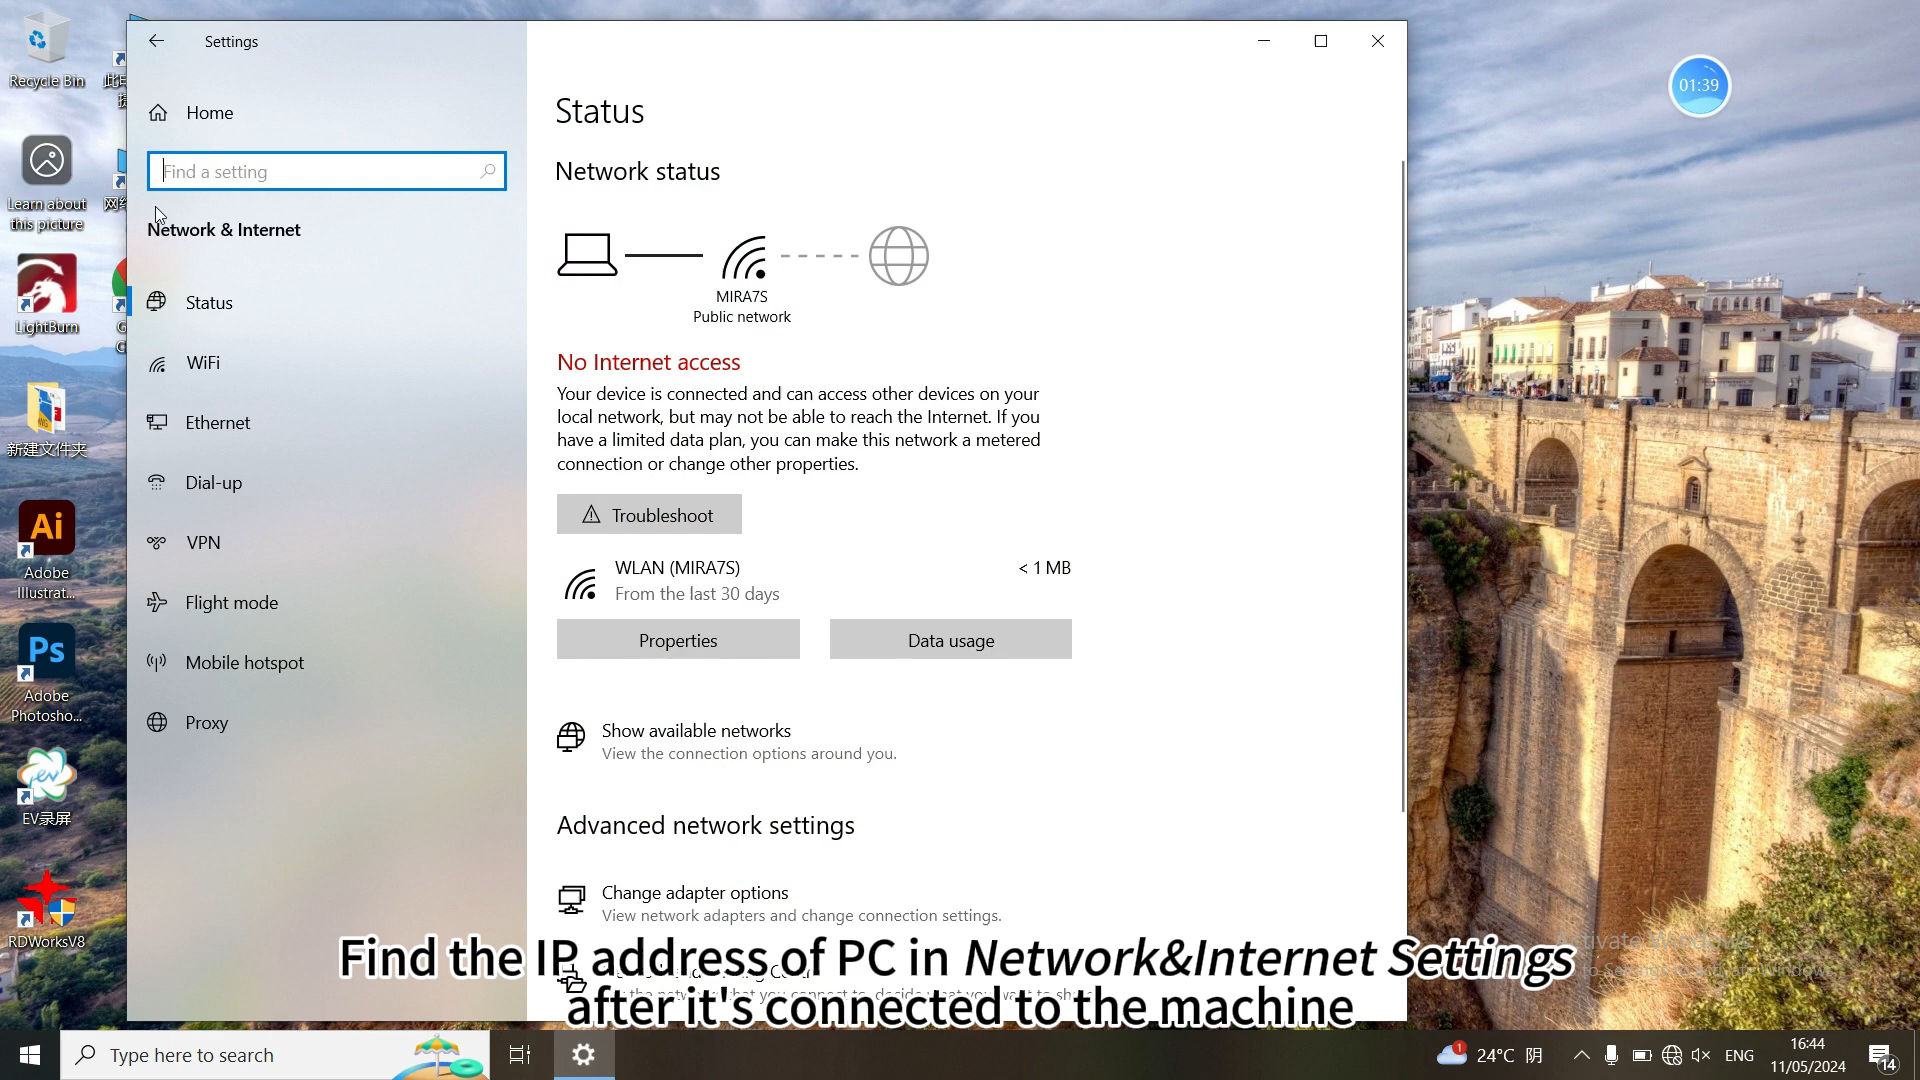 Recycle Bin
Learn about
this picture
LightBurn
新建文件夹
Ai
Adobe
Illustrat...
Ps
Adobe
Photosho...
EV录屏
RDWorksV8
Settings
Home
Find a setting
Network & Internet
Status
WiFi
Ethernet
Dial-up
VPN
Flight mode
Mobile hotspot
Proxy
Status
Network status
MIRA7S
Public network
No Internet access
Your device is connected and can access other devices on your
local network, but may not be able to reach the Internet. If you
have a limited data plan, you can make this network a metered
connection or change other properties.
Troubleshoot
WLAN (MIRA7S)
< 1 MB
From the last 30 days
Properties
Data usage
Show available networks
View the connection options around you.
Advanced network settings
Change adapter options
View network adapters and change connection settings.
01:39
Find the IP address of PC in Network&Internet Settings
after it's connected to the machine
Type here to search
1
24°C 阴
ENG
16:44
11/05/2024
14